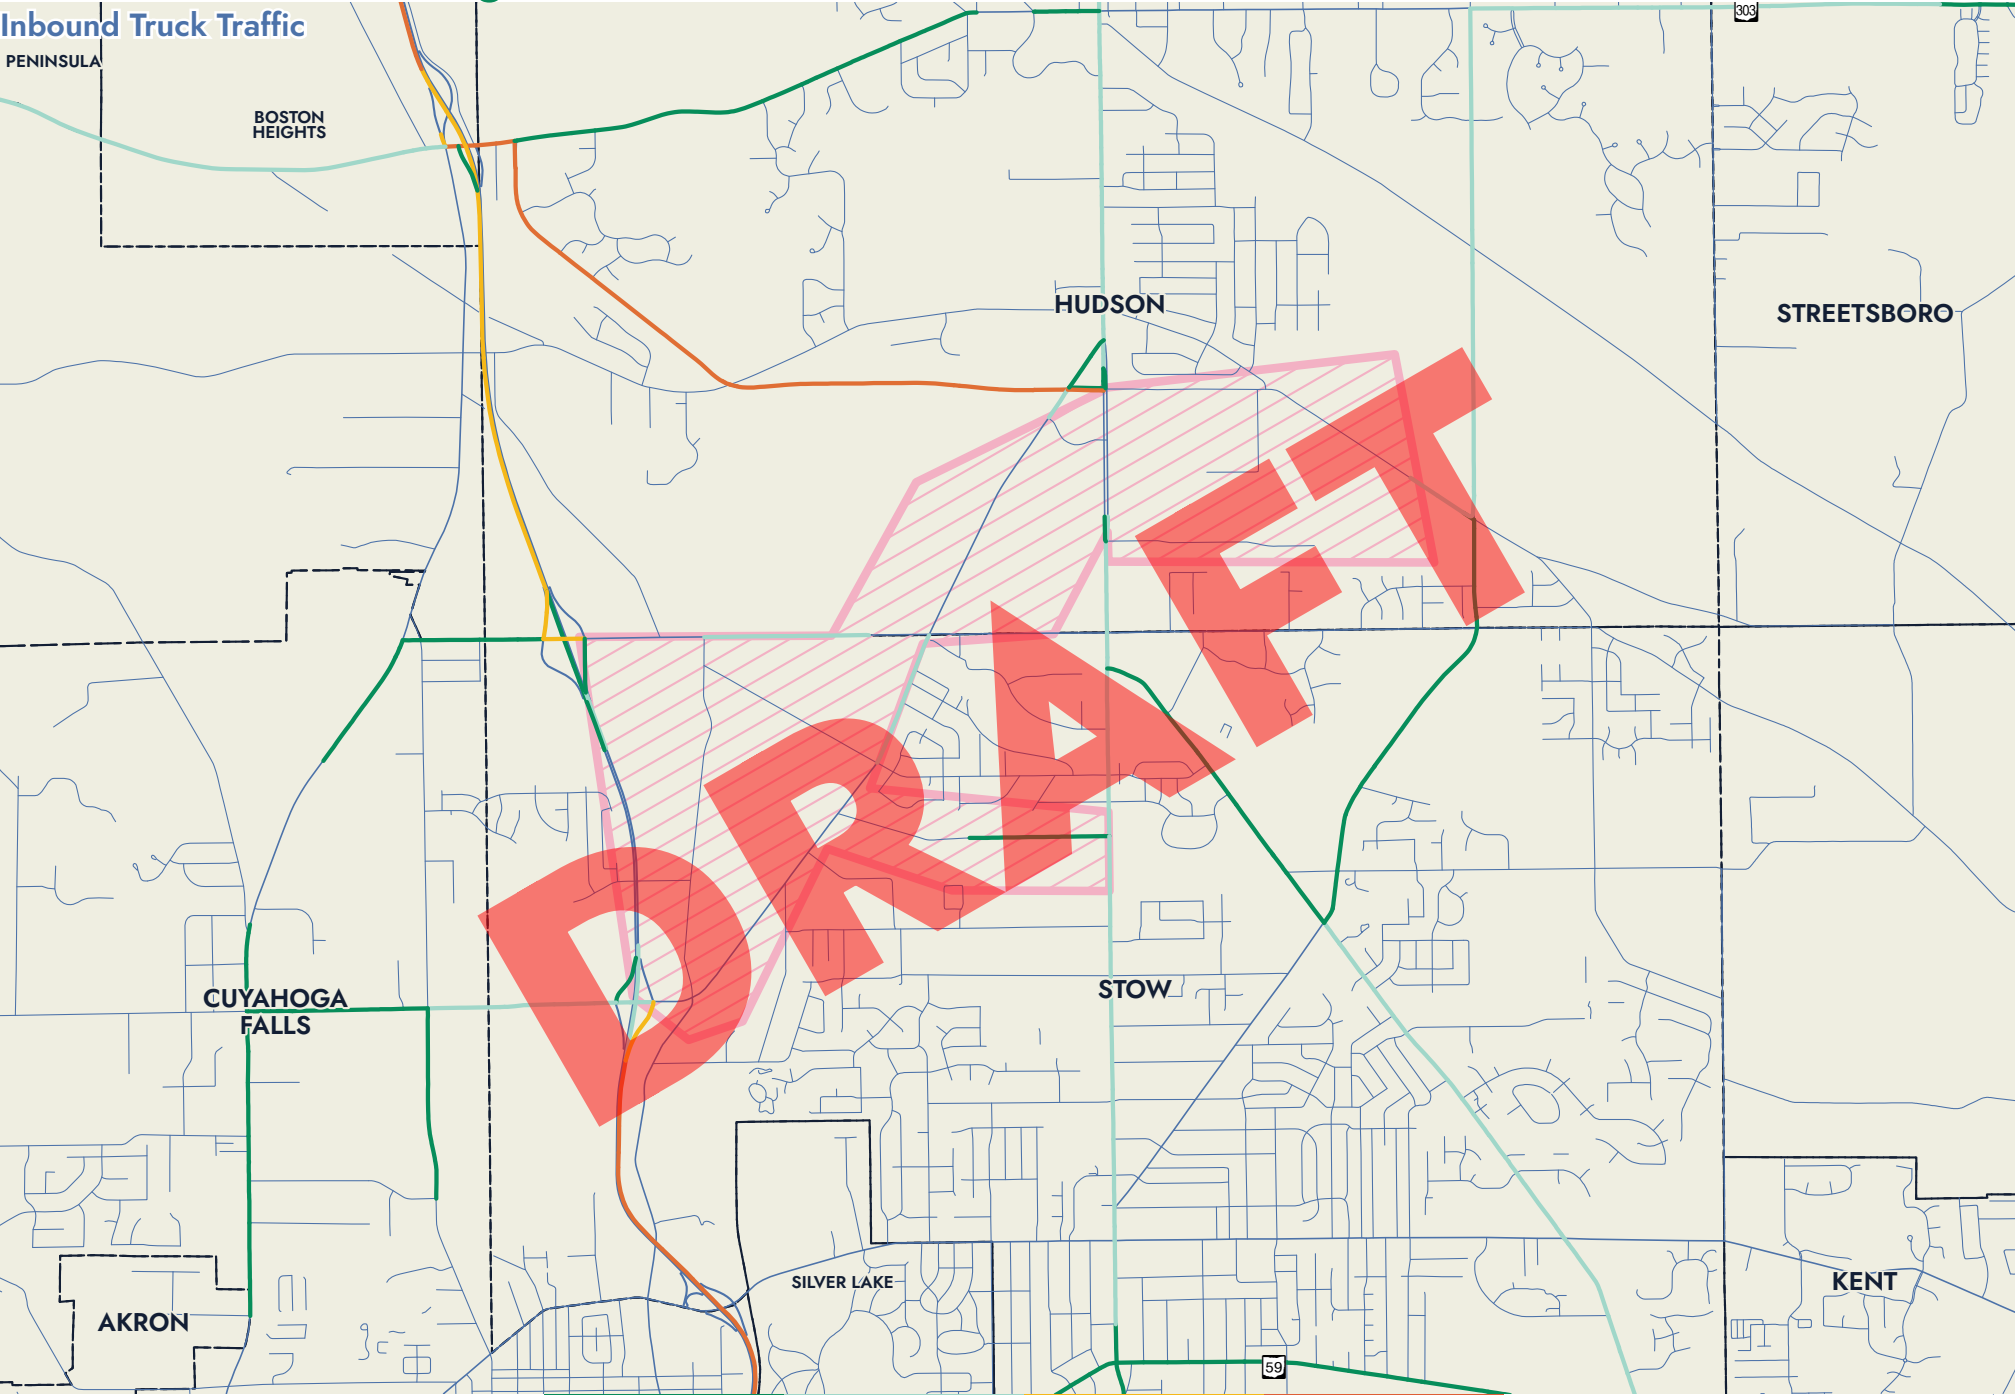 Inbound Truck Traffic
303
PENINSULA
BOSTON
HEIGHTS
HUDSON
STREETSBORO
DRAFT
CUYAHOGA
FALLS
STOW
SILVER LAKE
KENT
AKRON
59